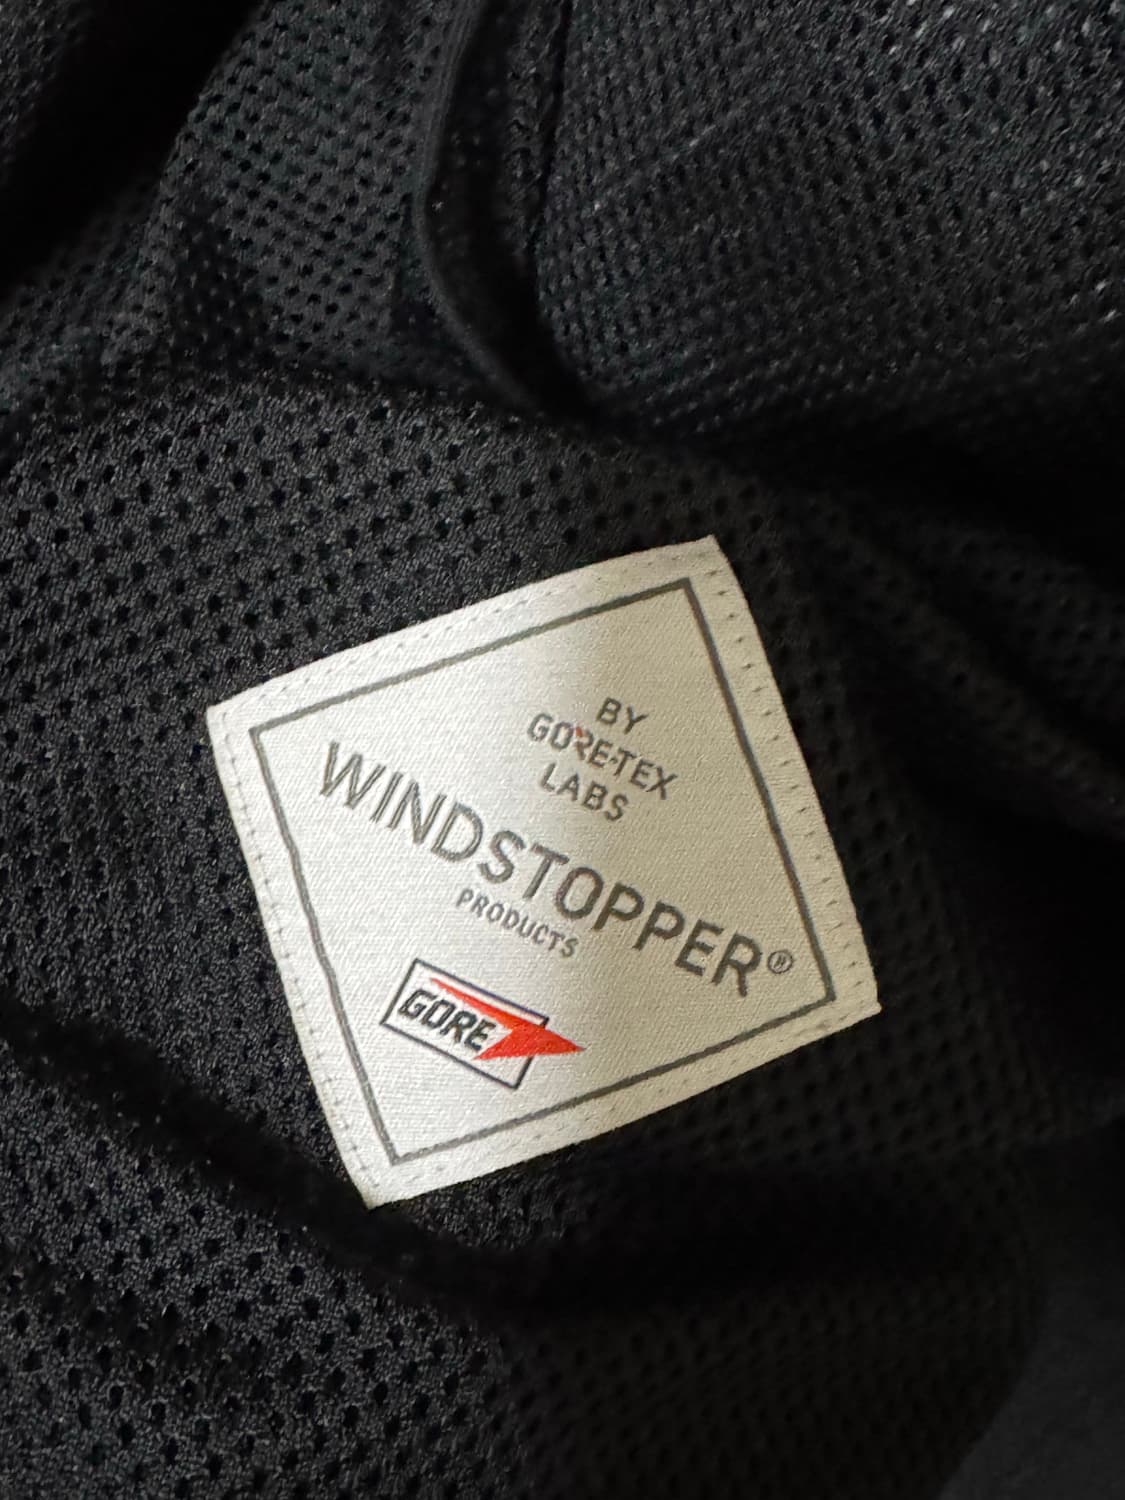 BY
GORE-TEX
LABS
WINDSTOPPER®
PRODUCTS
GORE